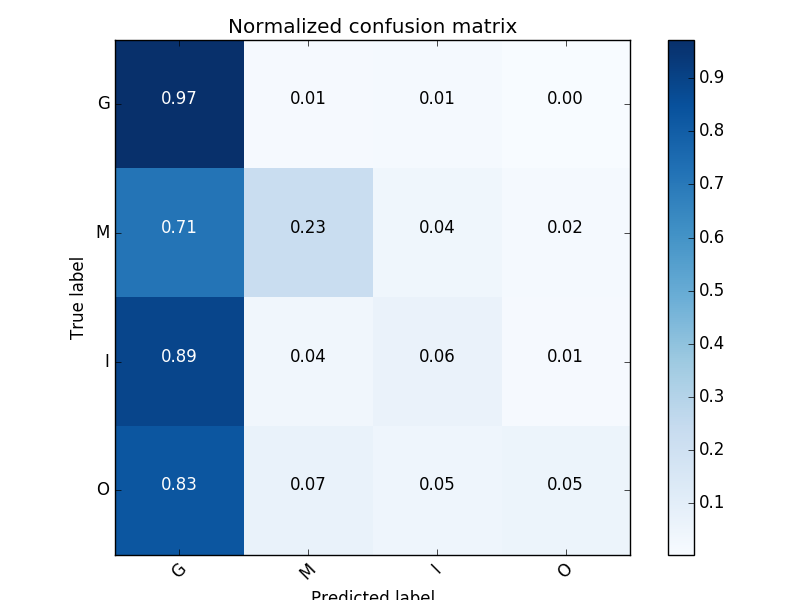 Normalized confusion matrix
G 0.97 0.01 0.01 0.00
M 0.71 0.23 0.04 0.02
I 0.89 0.04 0.06 0.01
O 0.83 0.07 0.05 0.05
G M I O
True label
Predicted label
0.9
0.8
0.7
0.6
0.5
0.4
0.3
0.2
0.1